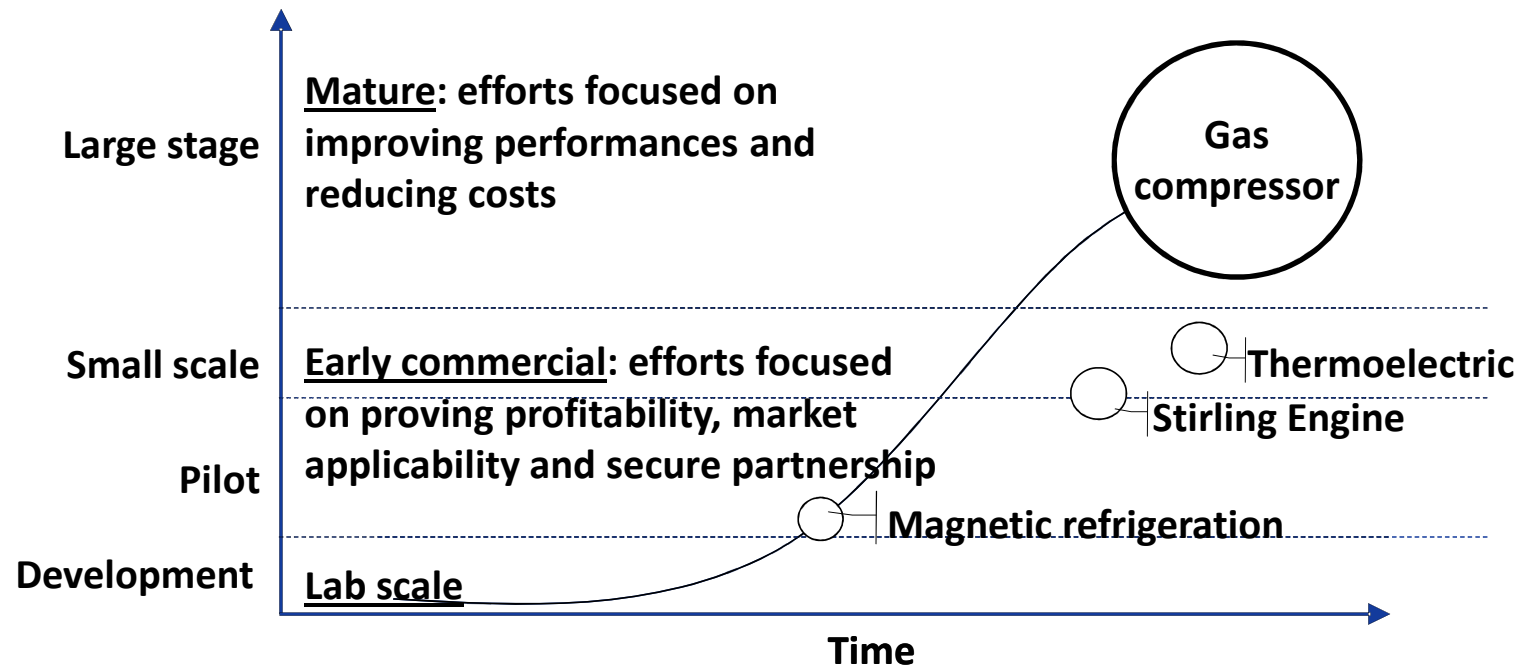 Large stage
Mature: efforts focused on
improving performances and
reducing costs
Gas
compressor
Small scale
Early commercial: efforts focused
on proving profitability, market
applicability and secure partnership
Thermoelectric
Stirling Engine
Pilot
Magnetic refrigeration
Development
Lab scale
Time